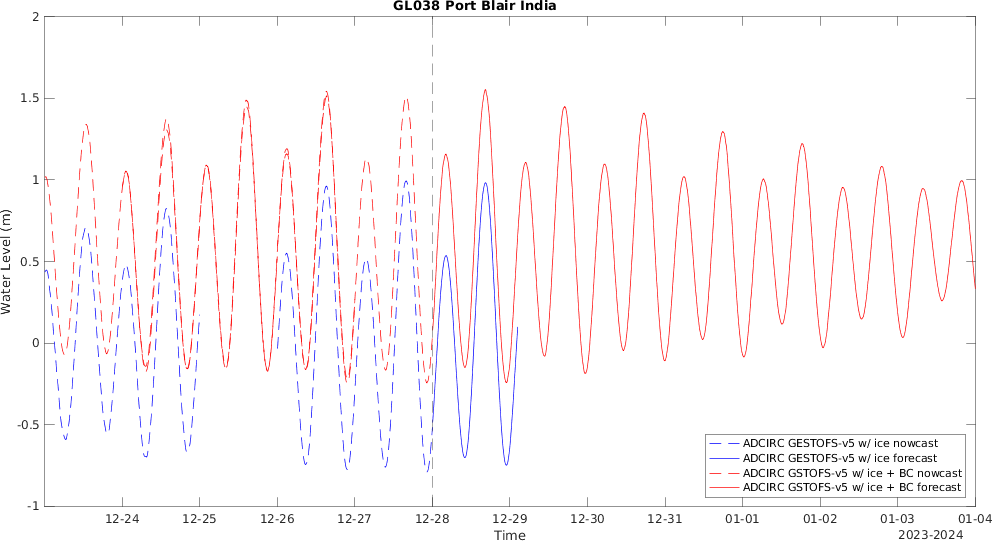 GL038 Port Blair India
2
1.5
1
0.5
0
-0.5
-1
Water Level (m)
12-24
12-25
12-26
12-27
12-28
12-29
12-30
12-31
01-01
01-02
01-03
01-04
Time
2023-2024
ADCIRC GESTOFS-v5 w/ ice nowcast
ADCIRC GESTOFS-v5 w/ ice forecast
ADCIRC GSTOFS-v5 w/ ice + BC nowcast
ADCIRC GSTOFS-v5 w/ ice + BC forecast